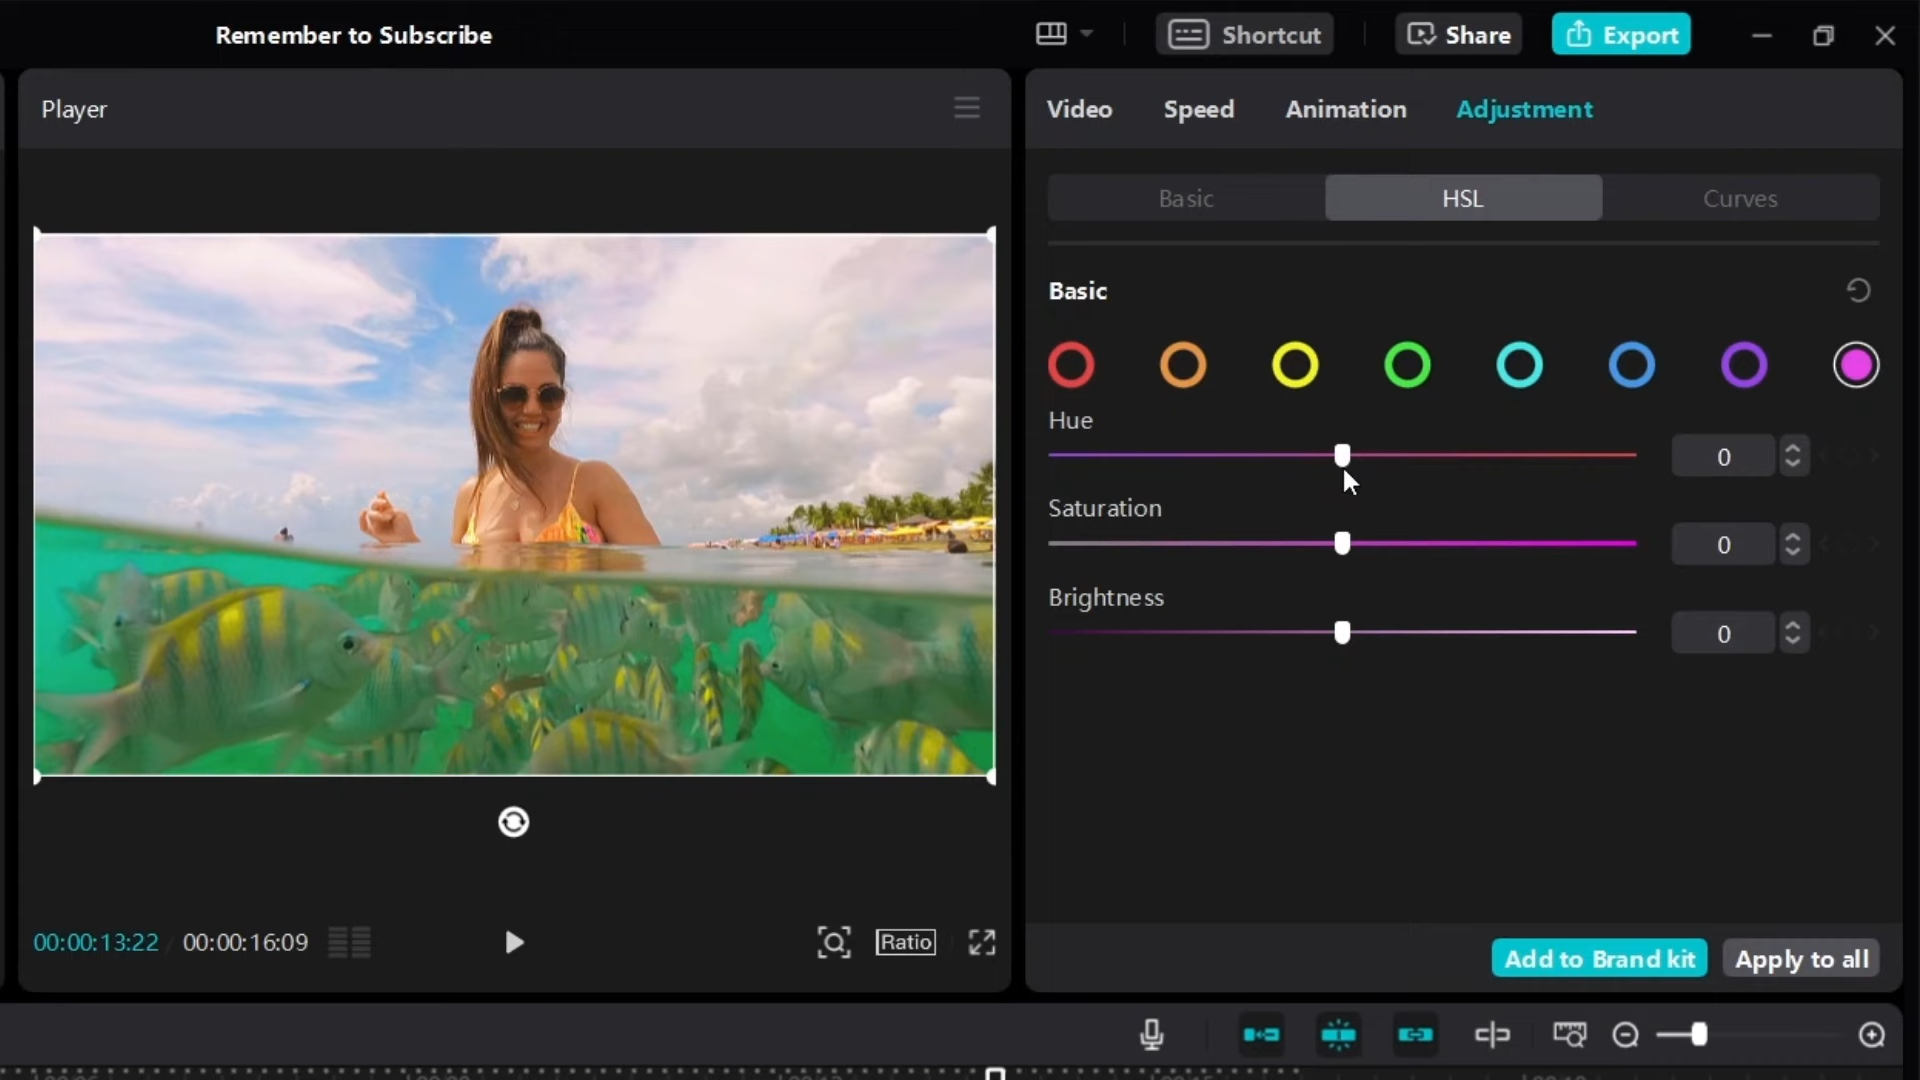 Remember to Subscribe
Shortcut
Share
Export
Player
Video
Speed
Animation
Adjustment
Basic
HSL
Curves
Basic
Hue
0
Saturation
0
Brightness
0
00:00:13:22 / 00:00:16:09
Ratio
Add to Brand kit
Apply to all